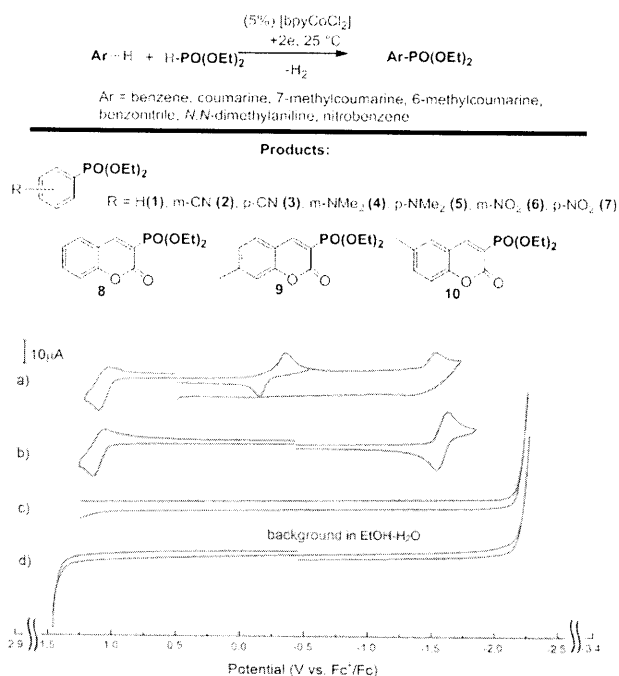 (5%) [bpyCoCl2]
+2e, 25 °C
Ar - H + H-PO(OEt)2
Ar-PO(OEt)2
-H2
Ar = benzene, coumarine, 7-methylcoumarine, 6-methylcoumarine,
benzonitrile, N,N-dimethylaniline, nitrobenzene
Products:
PO(OEt)2
R
R = H(1), m-CN (2), p-CN (3), m-NMe2 (4), p-NMe2 (5), m-NO2 (6), p-NO2 (7)
PO(OEt)2 PO(OEt)2 PO(OEt)2
O O O O O O
8 9 10
10µA
a)
b)
c)
background in EtOH-H2O
d)
2.9 1.5 1.0 0.5 0.0 -0.5 -1.0 -1.5 -2.0 -2.5 -3.4
Potential (V vs. Fc+/Fc)